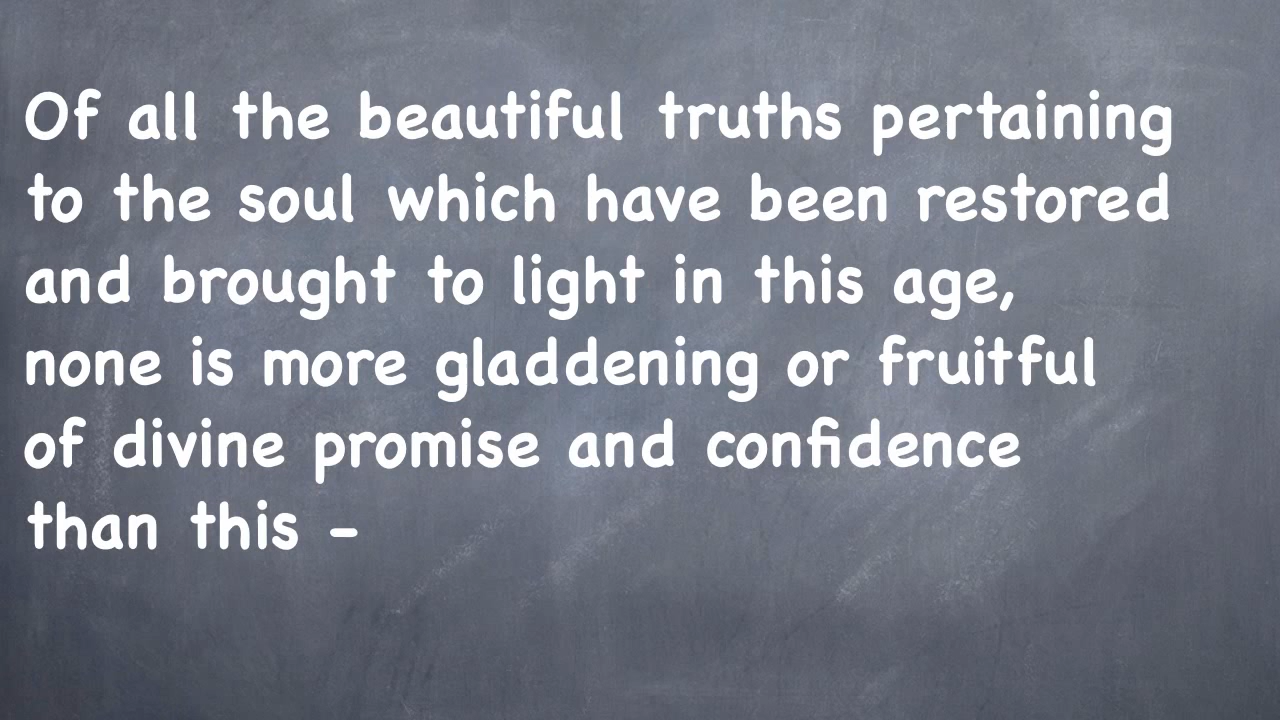 Of all the beautiful truths pertaining
to the soul which have been restored
and brought to light in this age,
none is more gladdening or fruitful
of divine promise and confidence
than this -